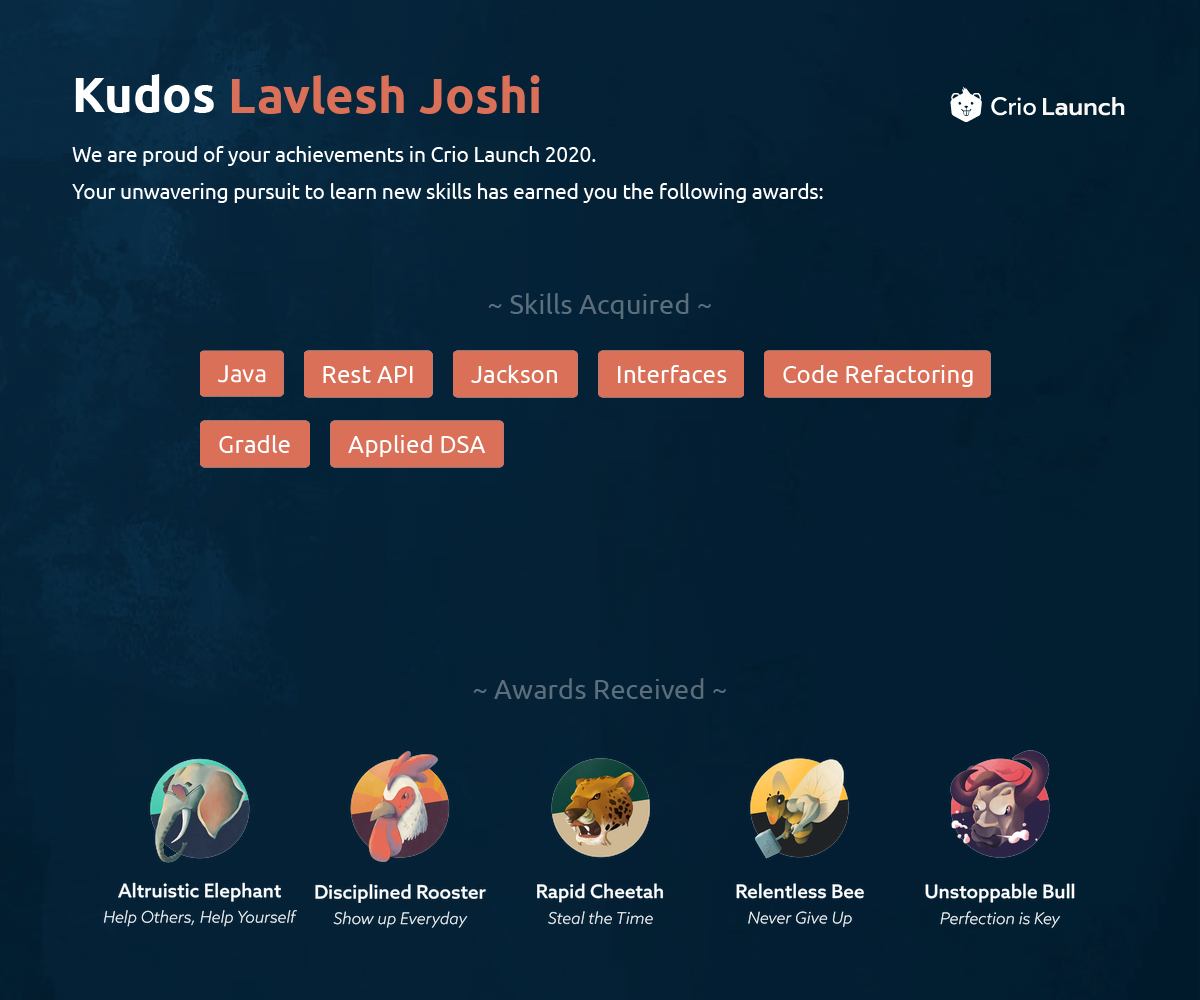 Kudos Lavlesh Joshi
Crio Launch
We are proud of your achievements in Crio Launch 2020.
Your unwavering pursuit to learn new skills has earned you the following awards:
~ Skills Acquired ~
Java Rest API Jackson Interfaces Code Refactoring
Gradle Applied DSA
~ Awards Received ~
Altruistic Elephant Disciplined Rooster Rapid Cheetah Relentless Bee Unstoppable Bull
Help Others, Help Yourself Show up Everyday Steal the Time Never Give Up Perfection is Key